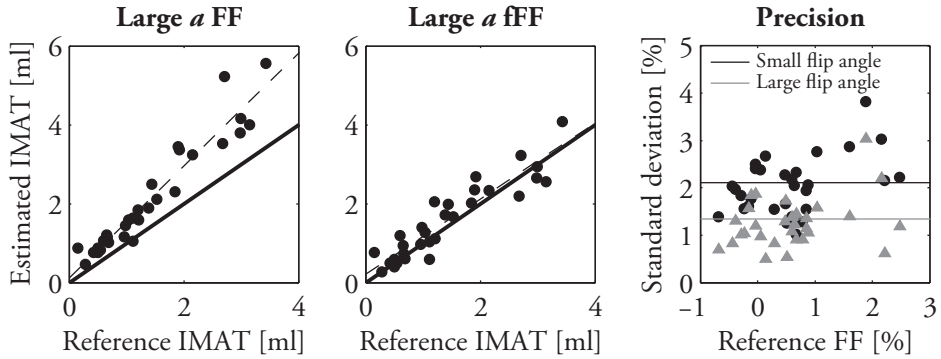 Large a FF
Large a fFF
Precision
Estimated IMAT [ml]
6
4
2
0
0
2
4
Reference IMAT [ml]
6
4
2
0
0
2
4
Reference IMAT [ml]
Standard deviation [%]
5
4
3
2
1
0
Small flip angle
Large flip angle
−1
0
1
2
3
Reference FF [%]